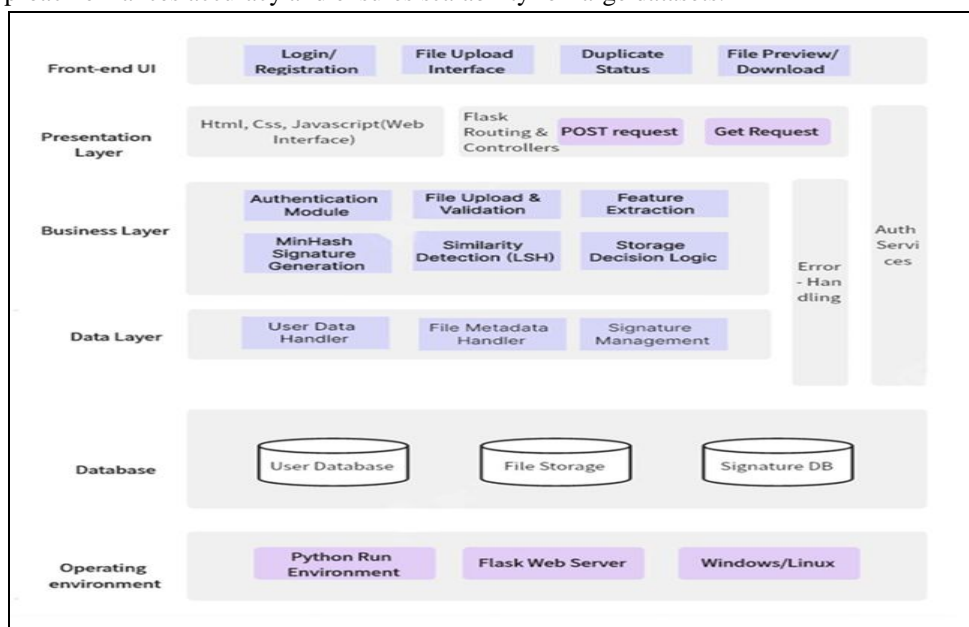 Front-end UI
Login/
Registration
File Upload
Interface
Duplicate
Status
File Preview/
Download
Presentation
Layer
Html, Css, Javascript(Web
Interface)
Flask
Routing &
Controllers
POST request
Get Request
Business Layer
Authentication
Module
File Upload &
Validation
Feature
Extraction
MinHash
Signature
Generation
Similarity
Detection (LSH)
Storage
Decision Logic
Error
- Han
dling
Auth
Servi
ces
Data Layer
User Data
Handler
File Metadata
Handler
Signature
Management
Database
User Database
File Storage
Signature DB
Operating
environment
Python Run
Environment
Flask Web Server
Windows/Linux